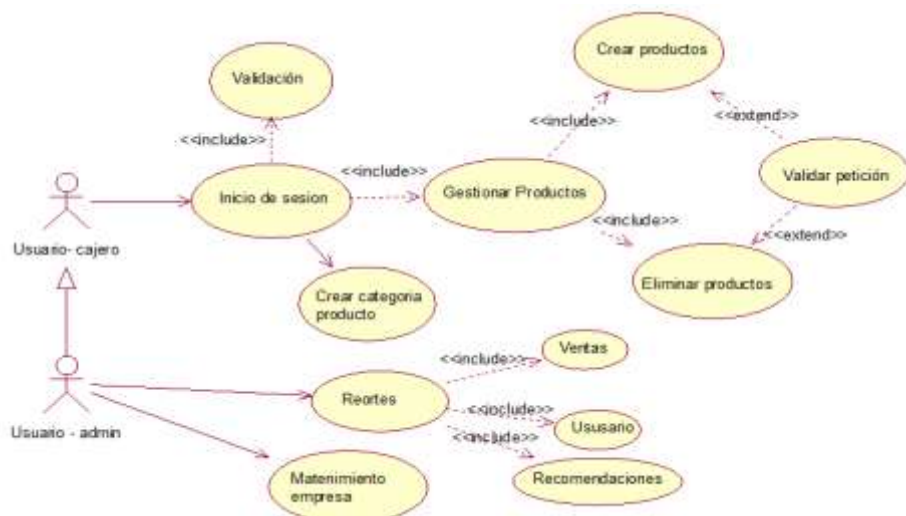 Crear productos
Validación
<<include>>
<<extend>>
<<include>>
<<include>>
Validar petición
Inicio de sesion
Gestionar Productos
<<include>>
<<extend>>
Usuario- cajero
Eliminar productos
Crear categoria
producto
Ventas
<<include>>
Reortes
<<include>>
Ususario
<<include>>
Usuario - admin
Recomendaciones
Matenimiento
empresa